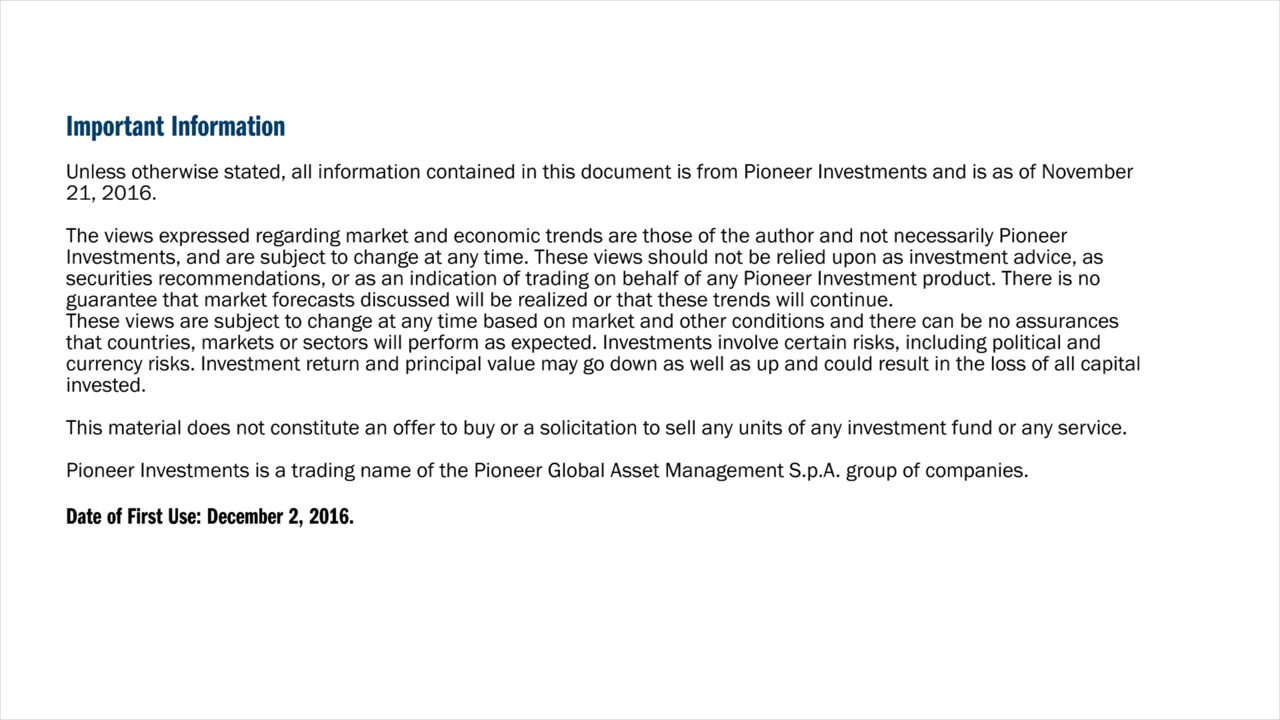 Important Information
Unless otherwise stated, all information contained in this document is from Pioneer Investments and is as of November
21, 2016.
The views expressed regarding market and economic trends are those of the author and not necessarily Pioneer
Investments, and are subject to change at any time. These views should not be relied upon as investment advice, as
securities recommendations, or as an indication of trading on behalf of any Pioneer Investment product. There is no
guarantee that market forecasts discussed will be realized or that these trends will continue.
These views are subject to change at any time based on market and other conditions and there can be no assurances
that countries, markets or sectors will perform as expected. Investments involve certain risks, including political and
currency risks. Investment return and principal value may go down as well as up and could result in the loss of all capital
invested.
This material does not constitute an offer to buy or a solicitation to sell any units of any investment fund or any service.
Pioneer Investments is a trading name of the Pioneer Global Asset Management S.p.A. group of companies.
Date of First Use: December 2, 2016.